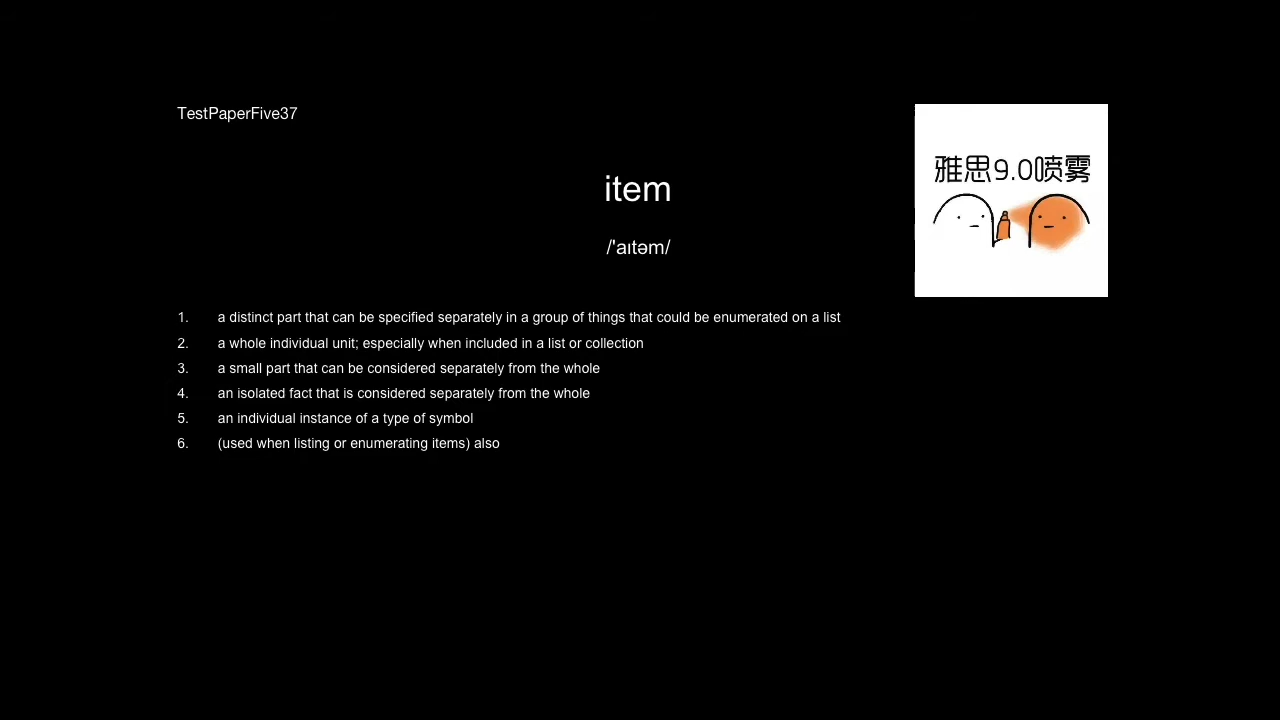 TestPaperFive37
雅思9.0喷雾
item
/'aɪtəm/
1. a distinct part that can be specified separately in a group of things that could be enumerated on a list
2. a whole individual unit; especially when included in a list or collection
3. a small part that can be considered separately from the whole
4. an isolated fact that is considered separately from the whole
5. an individual instance of a type of symbol
6. (used when listing or enumerating items) also